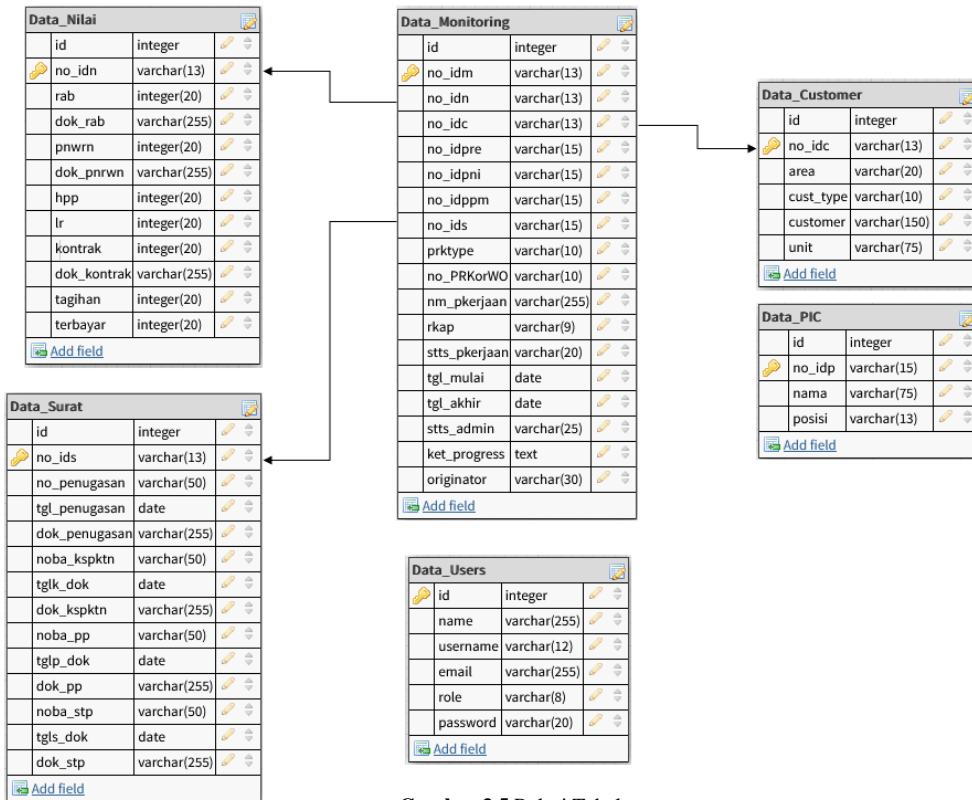 Data_Nilai
id integer
no_idn varchar(13)
rab integer(20)
dok_rab varchar(255)
pnwrn integer(20)
dok_pnrwn varchar(255)
hpp integer(20)
lr integer(20)
kontrak integer(20)
dok_kontrak varchar(255)
tagihan integer(20)
terbayar integer(20)
Add field
Data_Monitoring
id integer
no_idm varchar(13)
no_idn varchar(13)
no_idc varchar(13)
no_idpre varchar(15)
no_idpni varchar(15)
no_idppm varchar(15)
no_ids varchar(15)
prktype varchar(10)
no_PRKorWO varchar(10)
nm_pkerjaan varchar(255)
rkap varchar(9)
stts_pkerjaan varchar(20)
tgl_mulai date
tgl_akhir date
stts_admin varchar(25)
ket_progress text
originator varchar(30)
Add field
Data_Customer
id integer
no_idc varchar(13)
area varchar(20)
cust_type varchar(10)
customer varchar(150)
unit varchar(75)
Add field
Data_PIC
id integer
no_idp varchar(15)
nama varchar(75)
posisi varchar(13)
Add field
Data_Surat
id integer
no_ids varchar(13)
no_penugasan varchar(50)
tgl_penugasan date
dok_penugasan varchar(255)
noba_kspktn varchar(50)
tglk_dok date
dok_kspktn varchar(255)
noba_pp varchar(50)
tglp_dok date
dok_pp varchar(255)
noba_stp varchar(50)
tgls_dok date
dok_stp varchar(255)
Add field
Data_Users
id integer
name varchar(255)
username varchar(12)
email varchar(255)
role varchar(8)
password varchar(20)
Add field